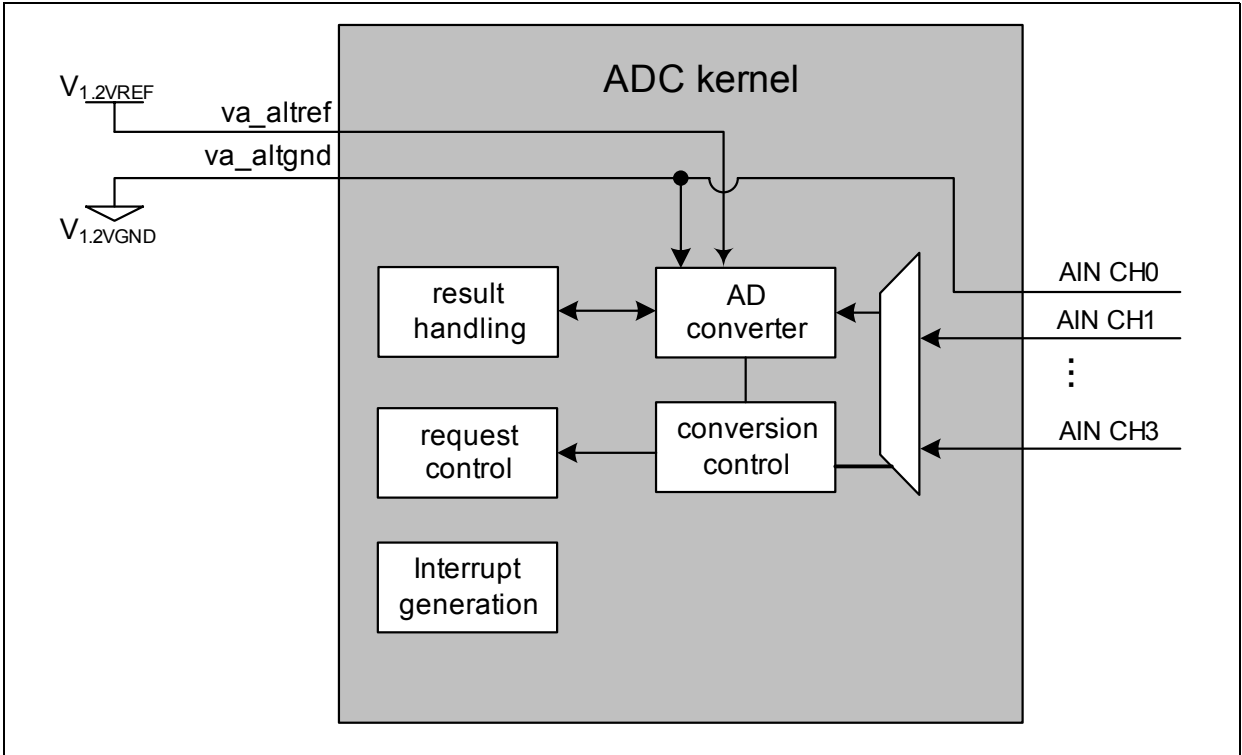 ADC kernel
V1.2VREF
va_altref
va_altgnd
V1.2VGND
result
handling
AD
converter
AIN CH0
AIN CH1
⋮
AIN CH3
request
control
conversion
control
Interrupt
generation